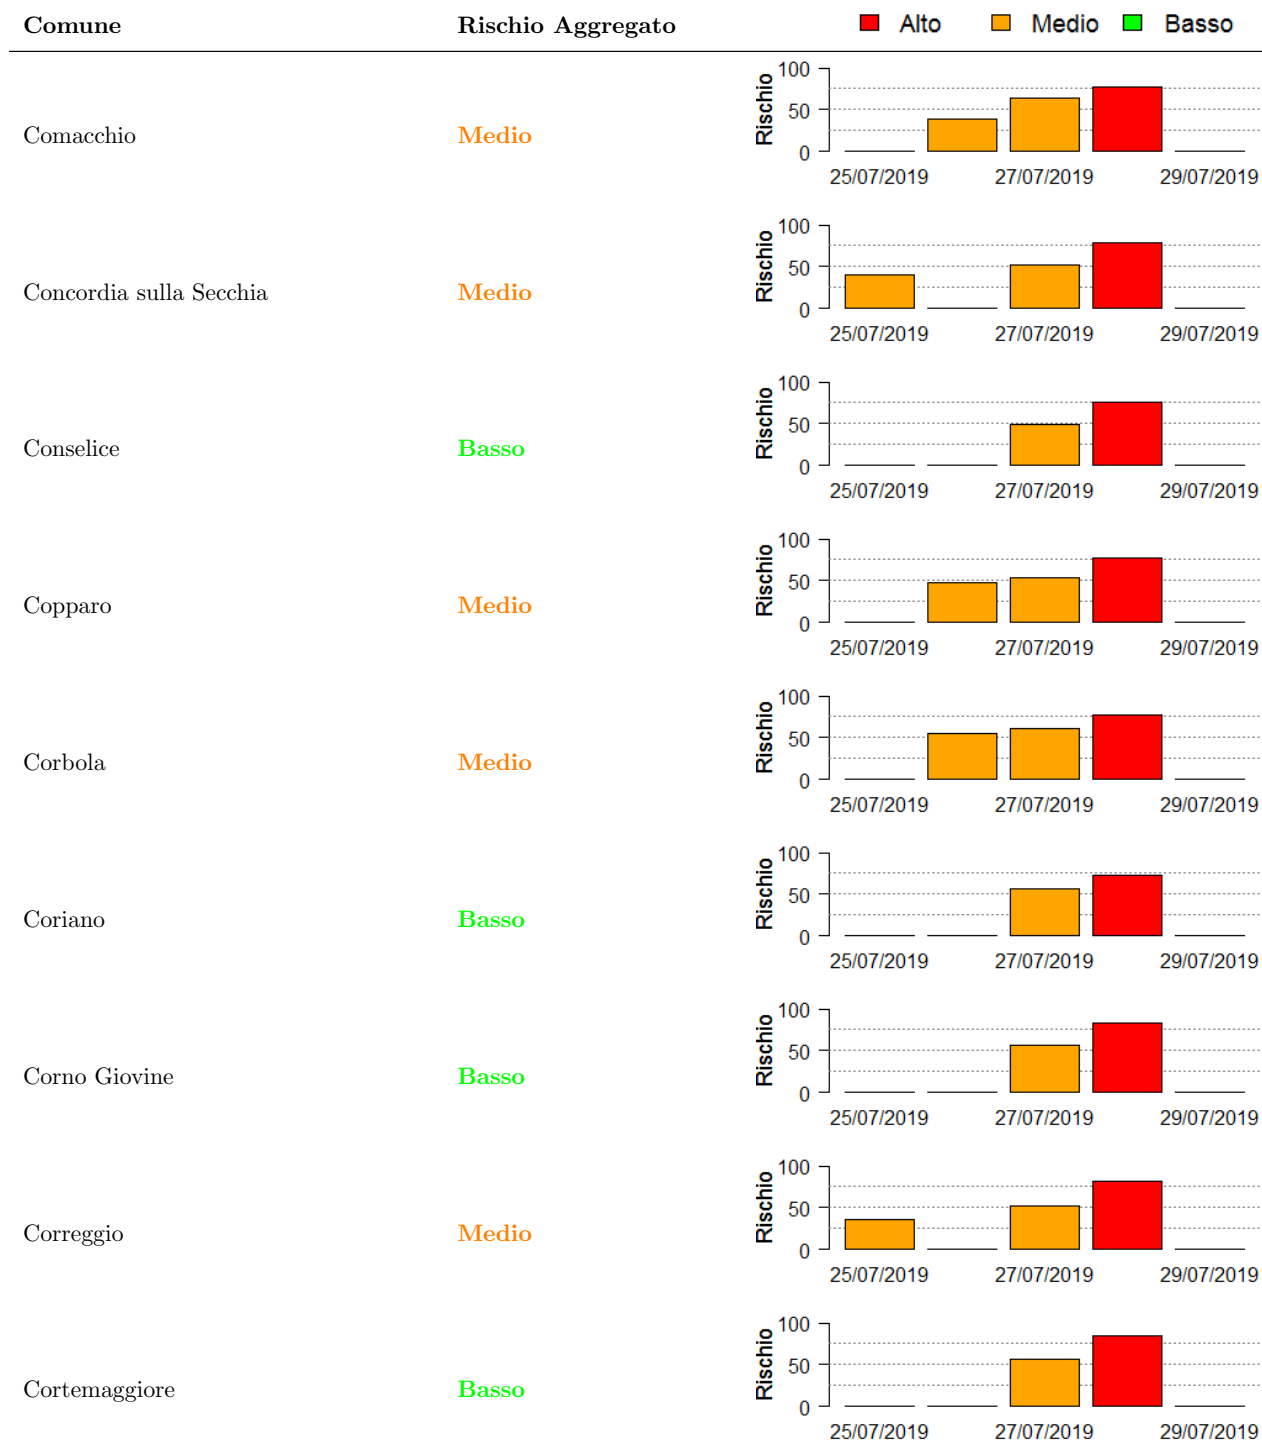 Comune Rischio Aggregato Alto Medio Basso
Comacchio Medio
Rischio
100
50
0
25/07/2019 27/07/2019 29/07/2019
Concordia sulla Secchia Medio
Rischio
100
50
0
25/07/2019 27/07/2019 29/07/2019
Conselice Basso
Rischio
100
50
0
25/07/2019 27/07/2019 29/07/2019
Copparo Medio
Rischio
100
50
0
25/07/2019 27/07/2019 29/07/2019
Corbola Medio
Rischio
100
50
0
25/07/2019 27/07/2019 29/07/2019
Coriano Basso
Rischio
100
50
0
25/07/2019 27/07/2019 29/07/2019
Corno Giovine Basso
Rischio
100
50
0
25/07/2019 27/07/2019 29/07/2019
Correggio Medio
Rischio
100
50
0
25/07/2019 27/07/2019 29/07/2019
Cortemaggiore Basso
Rischio
100
50
0
25/07/2019 27/07/2019 29/07/2019